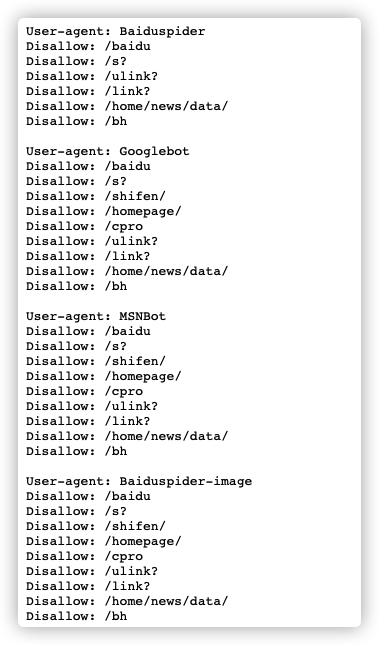 User-agent: Baiduspider
Disallow: /baidu
Disallow: /s?
Disallow: /ulink?
Disallow: /link?
Disallow: /home/news/data/
Disallow: /bh

User-agent: Googlebot
Disallow: /baidu
Disallow: /s?
Disallow: /shifen/
Disallow: /homepage/
Disallow: /cpro
Disallow: /ulink?
Disallow: /link?
Disallow: /home/news/data/
Disallow: /bh

User-agent: MSNBot
Disallow: /baidu
Disallow: /s?
Disallow: /shifen/
Disallow: /homepage/
Disallow: /cpro
Disallow: /ulink?
Disallow: /link?
Disallow: /home/news/data/
Disallow: /bh

User-agent: Baiduspider-image
Disallow: /baidu
Disallow: /s?
Disallow: /shifen/
Disallow: /homepage/
Disallow: /cpro
Disallow: /ulink?
Disallow: /link?
Disallow: /home/news/data/
Disallow: /bh